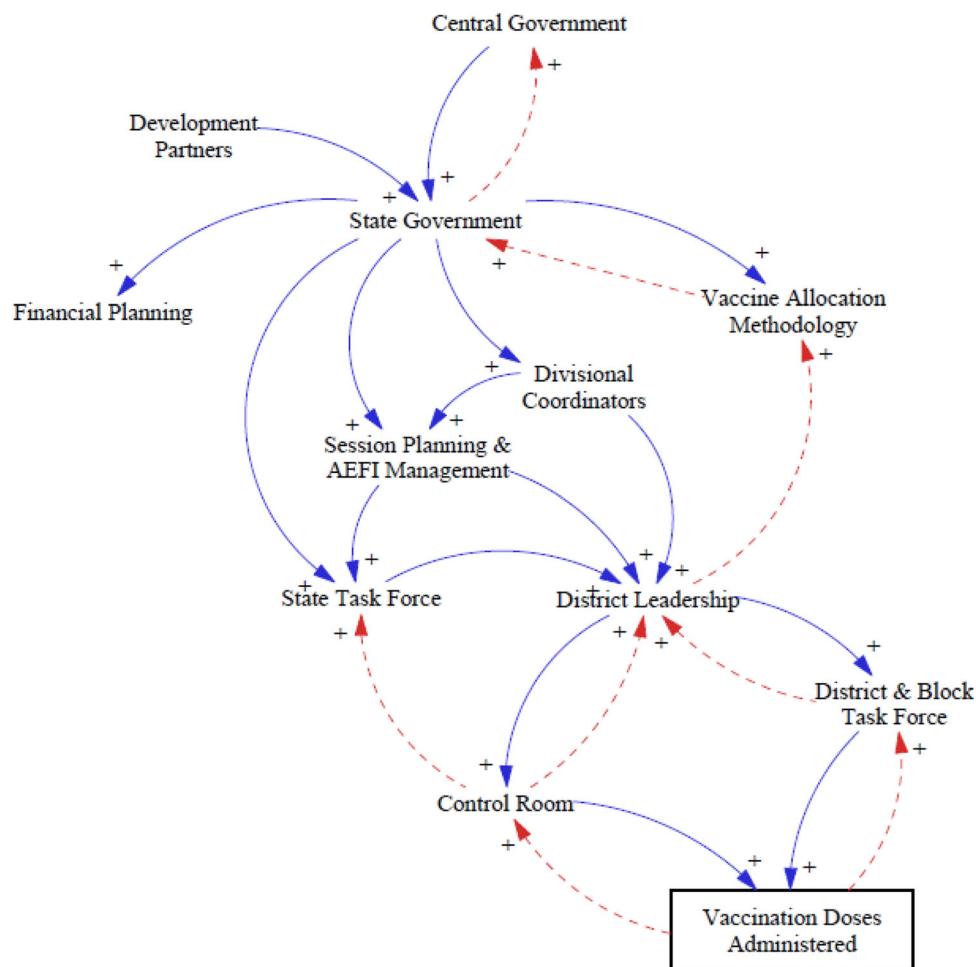 Central Government
+
Development
Partners
+
+
State Government
+
+
+
Financial Planning
Vaccine Allocation
Methodology
+
+
Divisional
Coordinators
+
+
Session Planning &
AEFI Management
+
+
+
+
+
State Task Force
District Leadership
+
+
+
+
District & Block
Task Force
+
+
Control Room
+
+
+
Vaccination Doses
Administered